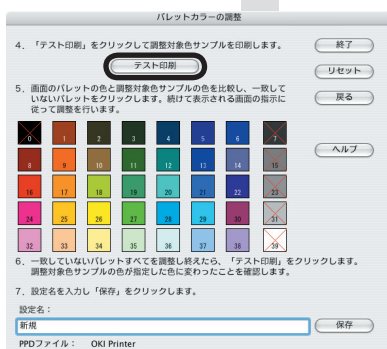 パレットカラーの調整
4. 「テスト印刷」をクリックして調整対象色サンプルを印刷します。
終了
テスト印刷
リセット
5. 画面のパレットの色と調整対象色サンプルの色を比較し、一致して
いないパレットをクリックします。続けて表示される画面の指示に
従って調整を行います。
戻る
0 1 2 3 4 5 6 7
ヘルプ
8 9 10 11 12 13 14 15
16 17 18 19 20 21 22 23
24 25 26 27 28 29 30 31
32 33 34 35 36 37 38 39
6. 一致していないパレットすべてを調整し終えたら、「テスト印刷」をクリックします。
調整対象色サンプルの色が指定した色に変わったことを確認します。
7. 設定名を入力し「保存」をクリックします。
設定名：
新規
保存
PPDファイル： OKI Printer